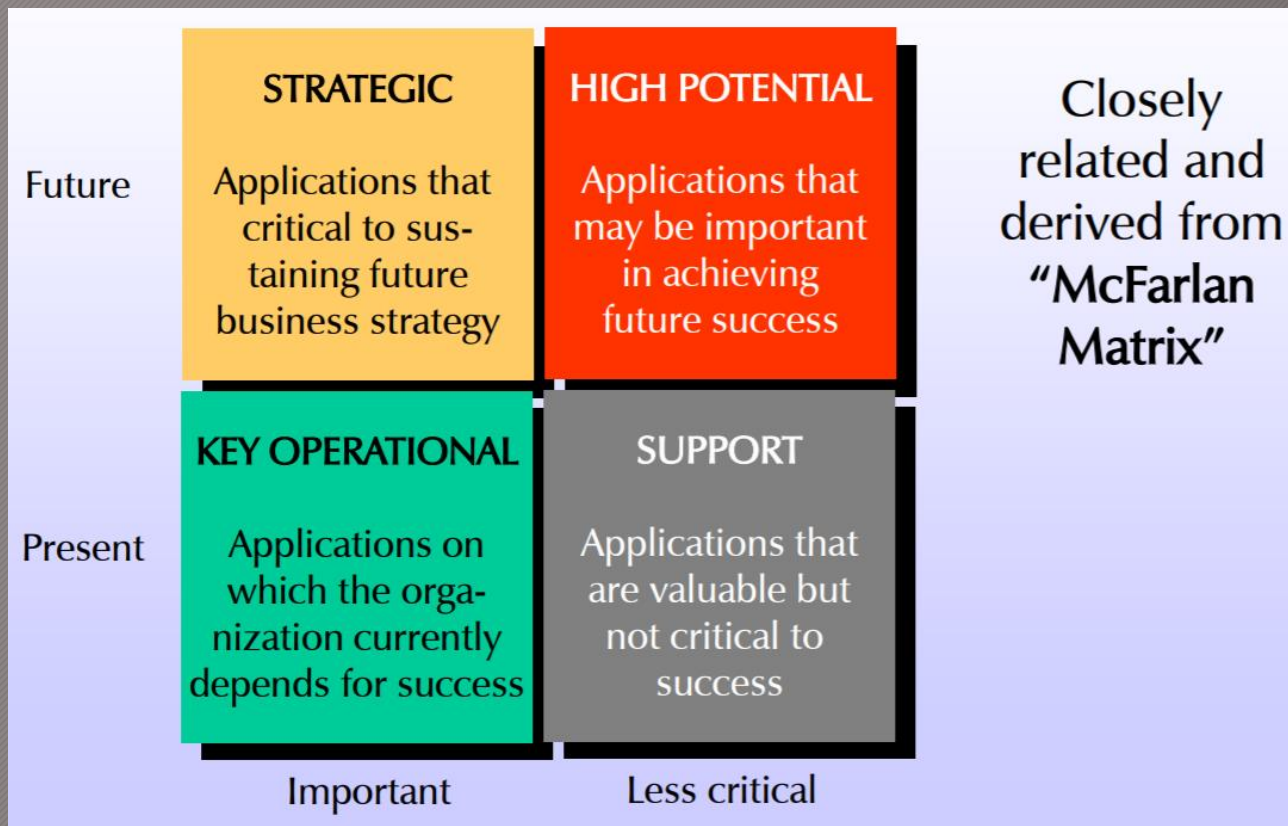 STRATEGIC
Applications that
critical to sus-
taining future
business strategy
HIGH POTENTIAL
Applications that
may be important
in achieving
future success
Closely
related and
derived from
“McFarlan
Matrix”
Future
KEY OPERATIONAL
Applications on
which the orga-
nization currently
depends for success
SUPPORT
Applications that
are valuable but
not critical to
success
Present
Important
Less critical